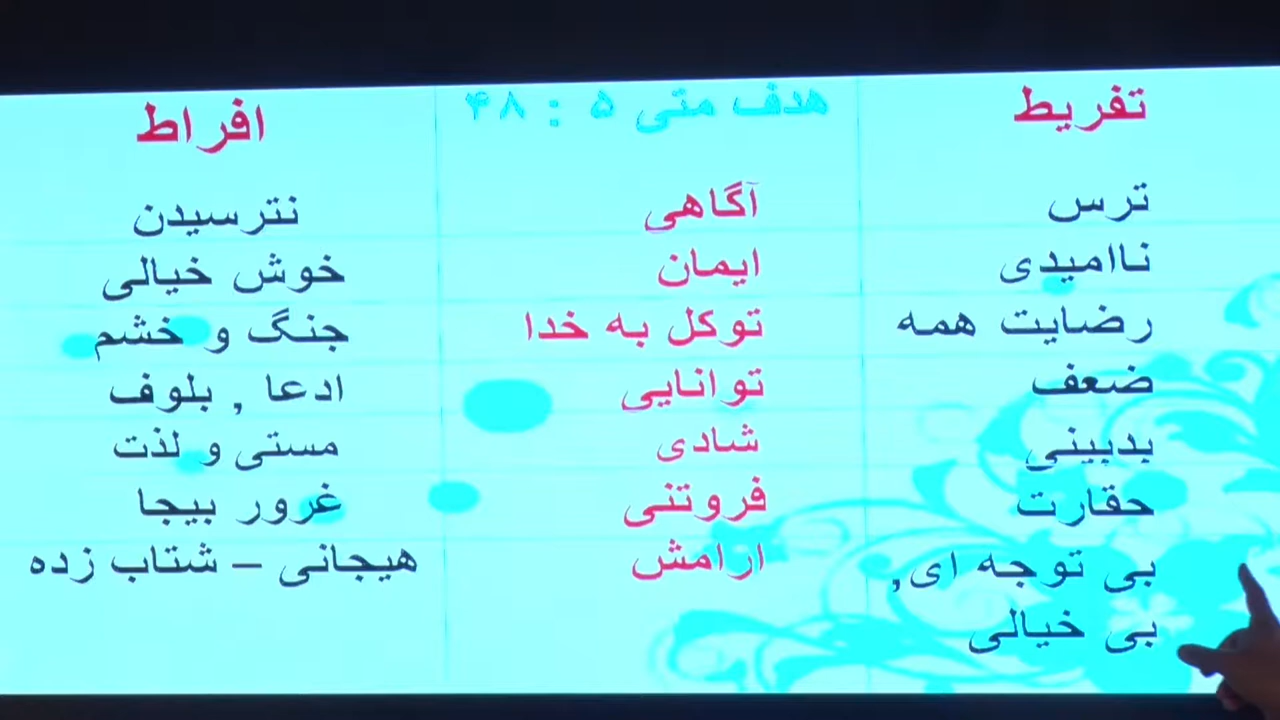 تفریط	هدف متی ۵ : ۴۸	افراط
ترس	آگاهی	نترسیدن
ناامیدی	ایمان	خوش خیالی
رضایت همه	توکل به خدا	جنگ و خشم
ضعف	توانایی	ادعا , بلوف
بدبینی	شادی	مستی و لذت
حقارت	فروتنی	غرور بیجا
بی توجه ای,	ارامش	هیجانی – شتاب زده
بی خیالی